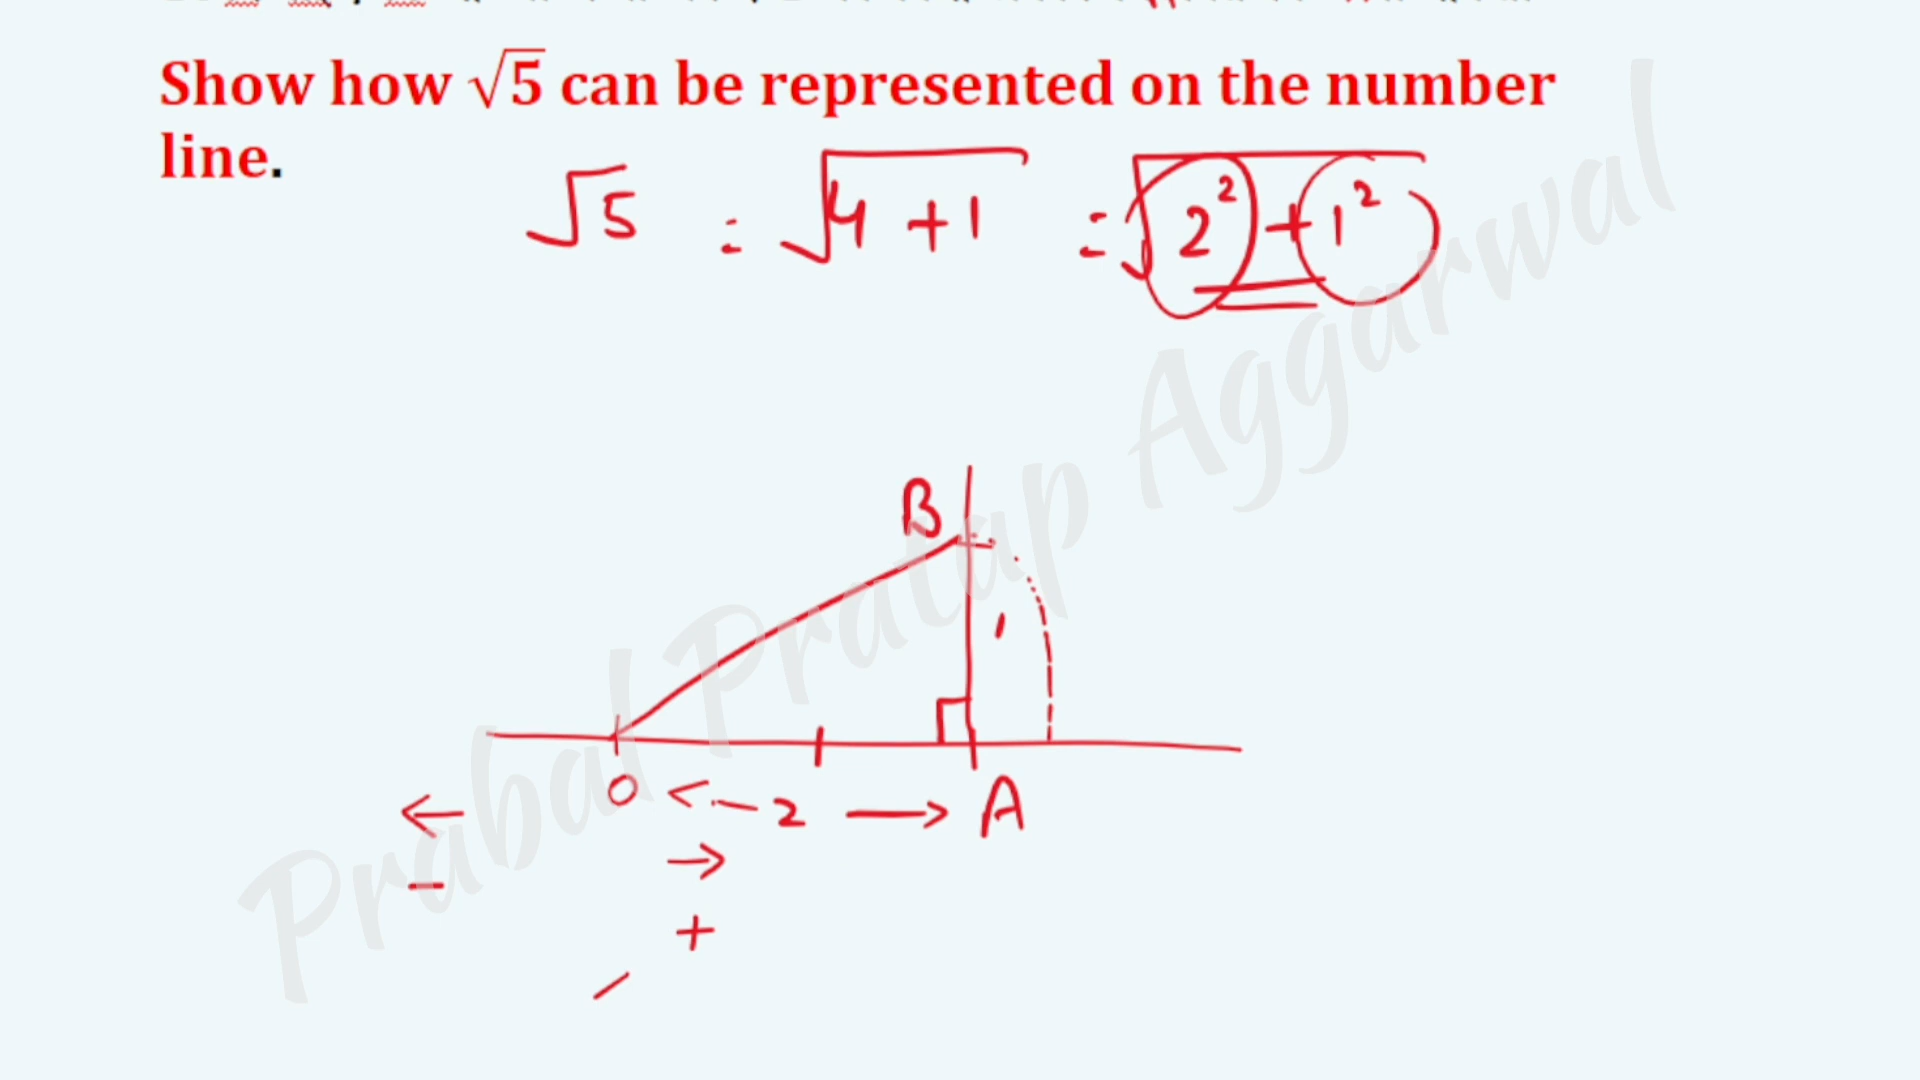 Show how √5 can be represented on the number
line.
√5 = √4 + 1 = √2² + 1²
B
1
0 <-- 2 —> A
← →
- +
Prabal Pratap Aggarwal